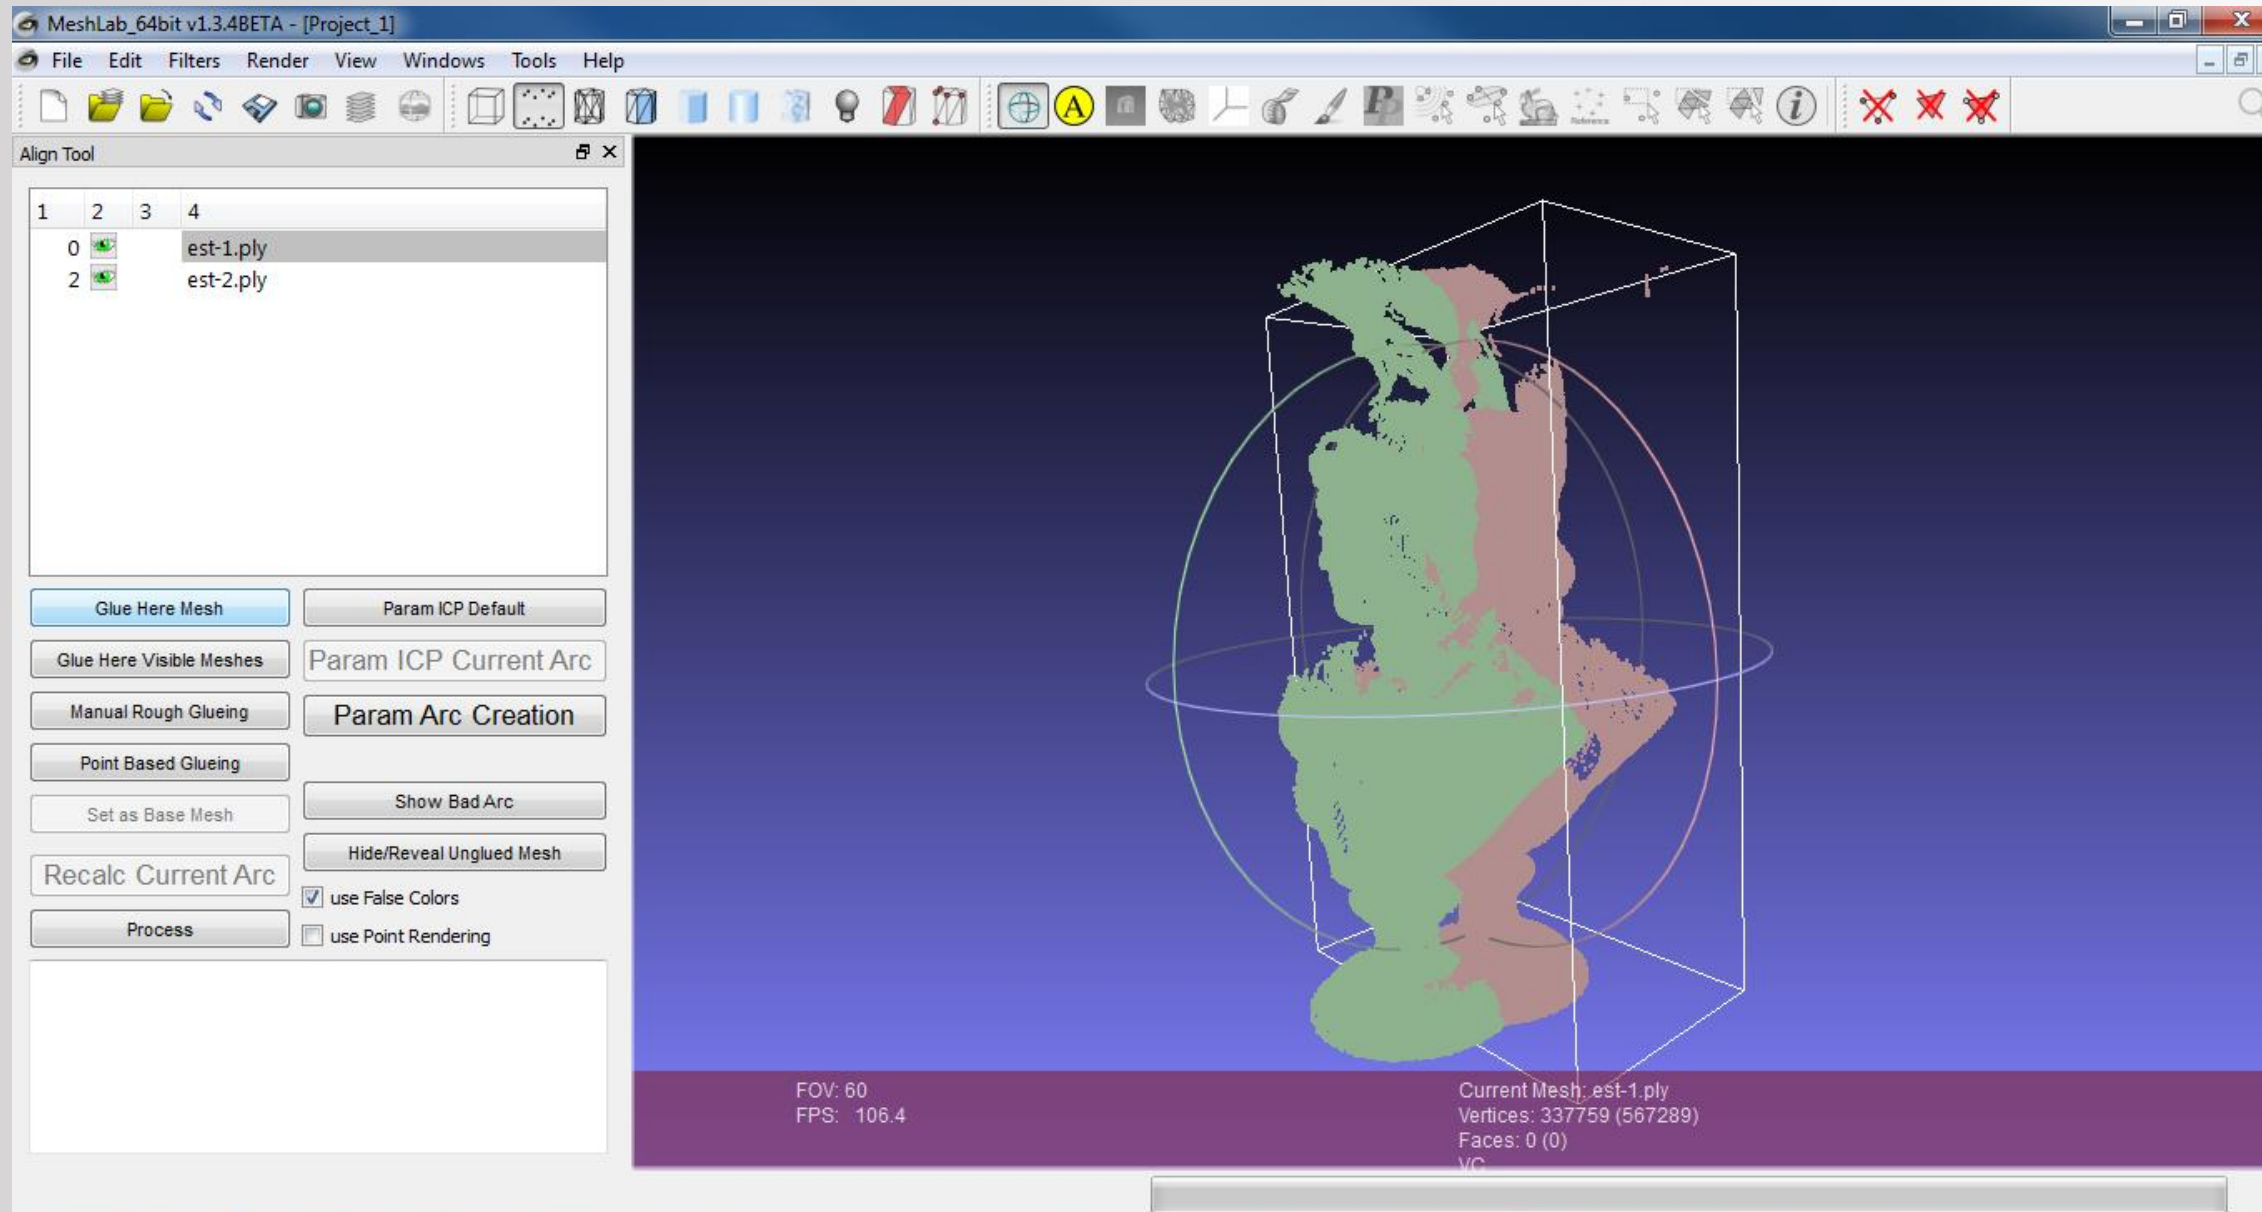 MeshLab_64bit v1.3.4BETA - [Project_1]
File Edit Filters Render View Windows Tools Help
A
Pp
Reference
i
Align Tool
1 2 3 4
0 est-1.ply
2 est-2.ply
Glue Here Mesh
Param ICP Default
Glue Here Visible Meshes
Param ICP Current Arc
Manual Rough Glueing
Param Arc Creation
Point Based Glueing
Set as Base Mesh
Show Bad Arc
Hide/Reveal Unglued Mesh
Recalc Current Arc
use False Colors
Process
use Point Rendering
FOV: 60
FPS: 106.4
Current Mesh: est-1.ply
Vertices: 337759 (567289)
Faces: 0 (0)
VC